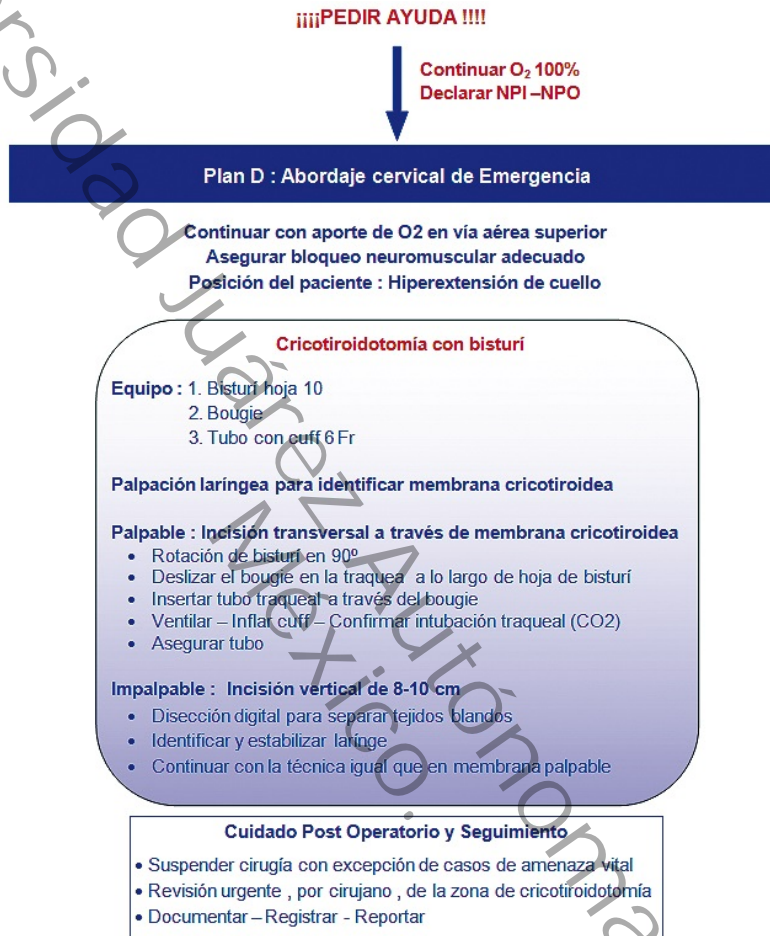 ¡¡¡¡PEDIR AYUDA !!!!
Continuar O₂ 100%
Declarar NPI –NPO
Plan D : Abordaje cervical de Emergencia
Continuar con aporte de O2 en vía aérea superior
Asegurar bloqueo neuromuscular adecuado
Posición del paciente : Hiperextensión de cuello
Cricotiroidotomía con bisturí
Equipo : 1. Bisturí hoja 10
2. Bougie
3. Tubo con cuff 6 Fr
Palpación laríngea para identificar membrana cricotiroidea
Palpable : Incisión transversal a través de membrana cricotiroidea
• Rotación de bisturí en 90º
• Deslizar el bougie en la traquea a lo largo de hoja de bisturí
• Insertar tubo traqueal a través del bougie
• Ventilar – Inflar cuff – Confirmar intubación traqueal (CO2)
• Asegurar tubo
Impalpable : Incisión vertical de 8-10 cm
• Disección digital para separar tejidos blandos
• Identificar y estabilizar laringe
• Continuar con la técnica igual que en membrana palpable
Cuidado Post Operatorio y Seguimiento
• Suspender cirugía con excepción de casos de amenaza vital
• Revisión urgente , por cirujano , de la zona de cricotiroidotomía
• Documentar – Registrar - Reportar
rsidad Juárez Autónoma
México.